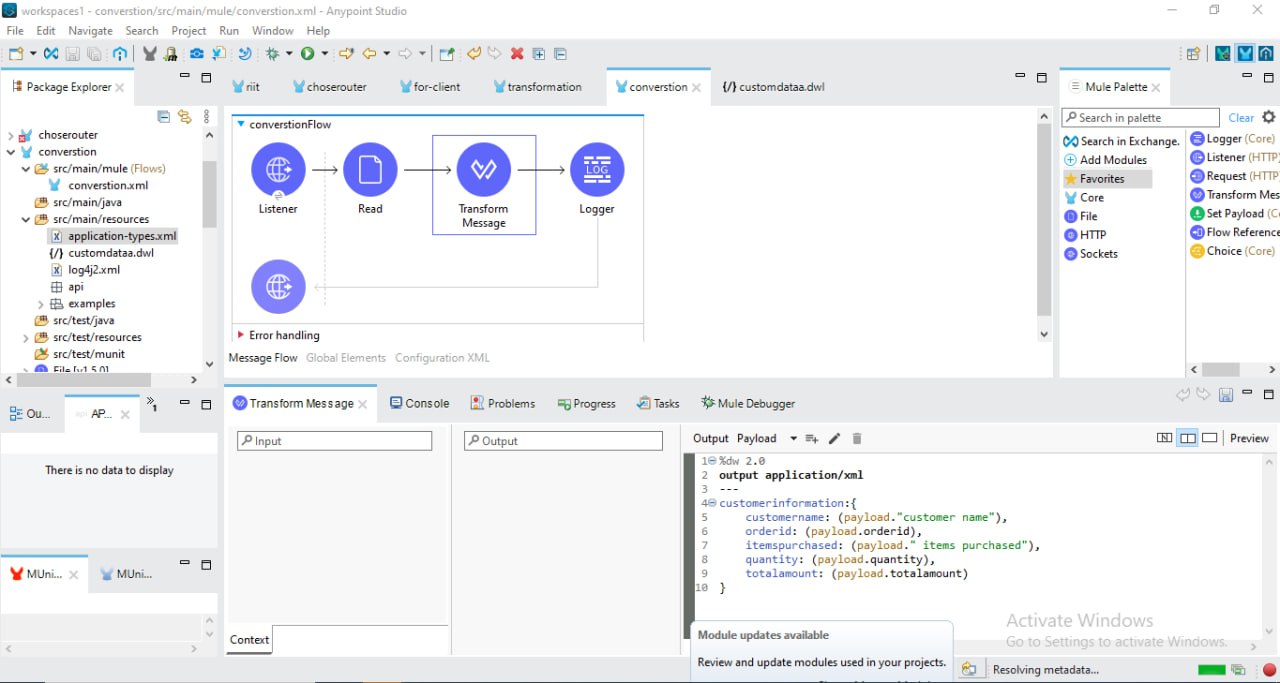 workspaces1 - converstion/src/main/mule/converstion.xml - Anypoint Studio
File Edit Navigate Search Project Run Window Help
Package Explorer
choserouter
converstion
src/main/mule (Flows)
converstion.xml
src/main/java
src/main/resources
application-types.xml
customdataa.dwl
log4j2.xml
api
examples
src/test/java
src/test/resources
src/test/munit
File [v1.5.0]
riit choserouter for-client transformation converstion {/} customdataa.dwl
converstionFlow
LOG
Listener Read Transform Message Logger
Error handling
Message Flow Global Elements Configuration XML
Mule Palette
Search in palette Clear
Search in Exchange.
Add Modules
Favorites
Core
File
HTTP
Sockets
Logger (Core)
Listener (HTTP
Request (HTTP
Transform Mes
Set Payload (C
Flow Reference
Choice (Core)
Ou... AP... 1
There is no data to display
MUni... MUni...
Transform Message Console Problems Progress Tasks Mule Debugger
Input Output
Context
Output Payload Preview
1 %dw 2.0
2 output application/xml
3 ---
4 customerinformation:{
5 customername: (payload."customer name"),
6 orderid: (payload.orderid),
7 itemspurchased: (payload." items purchased"),
8 quantity: (payload.quantity),
9 totalamount: (payload.totalamount)
10 }
Activate Windows
Go to Settings to activate Windows.
Module updates available
Review and update modules used in your projects.
Resolving metadata...